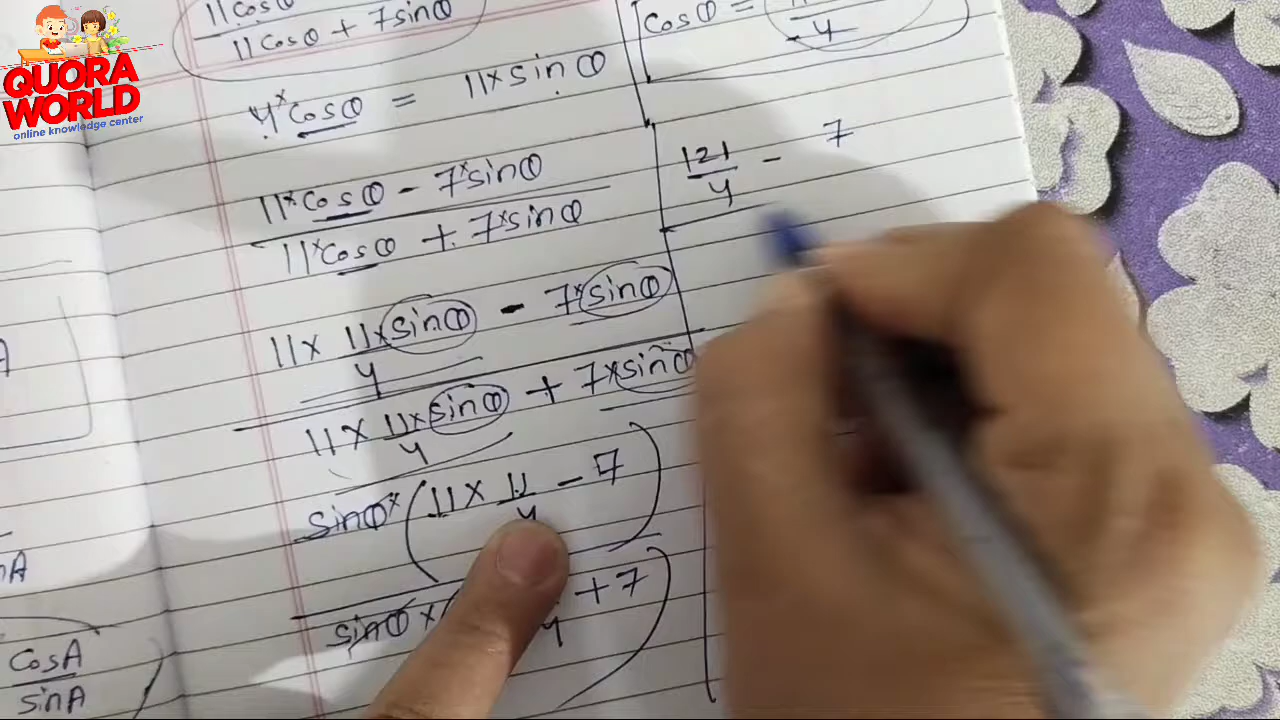 QUORA
WORLD
online knowledge center
11cosθ
11cosθ + 7sinθ
4×cosθ = 11×sinθ
11×cosθ - 7×sinθ
11×cosθ + 7×sinθ
11× 11×sinθ - 7×sinθ
4
11× 11×sinθ + 7×sinθ
4
sinθ×(11× 11 - 7)
4
sinθ×( + 7)
4
cosθ =
4
121 - 7
4
A
A
cosA
sinA